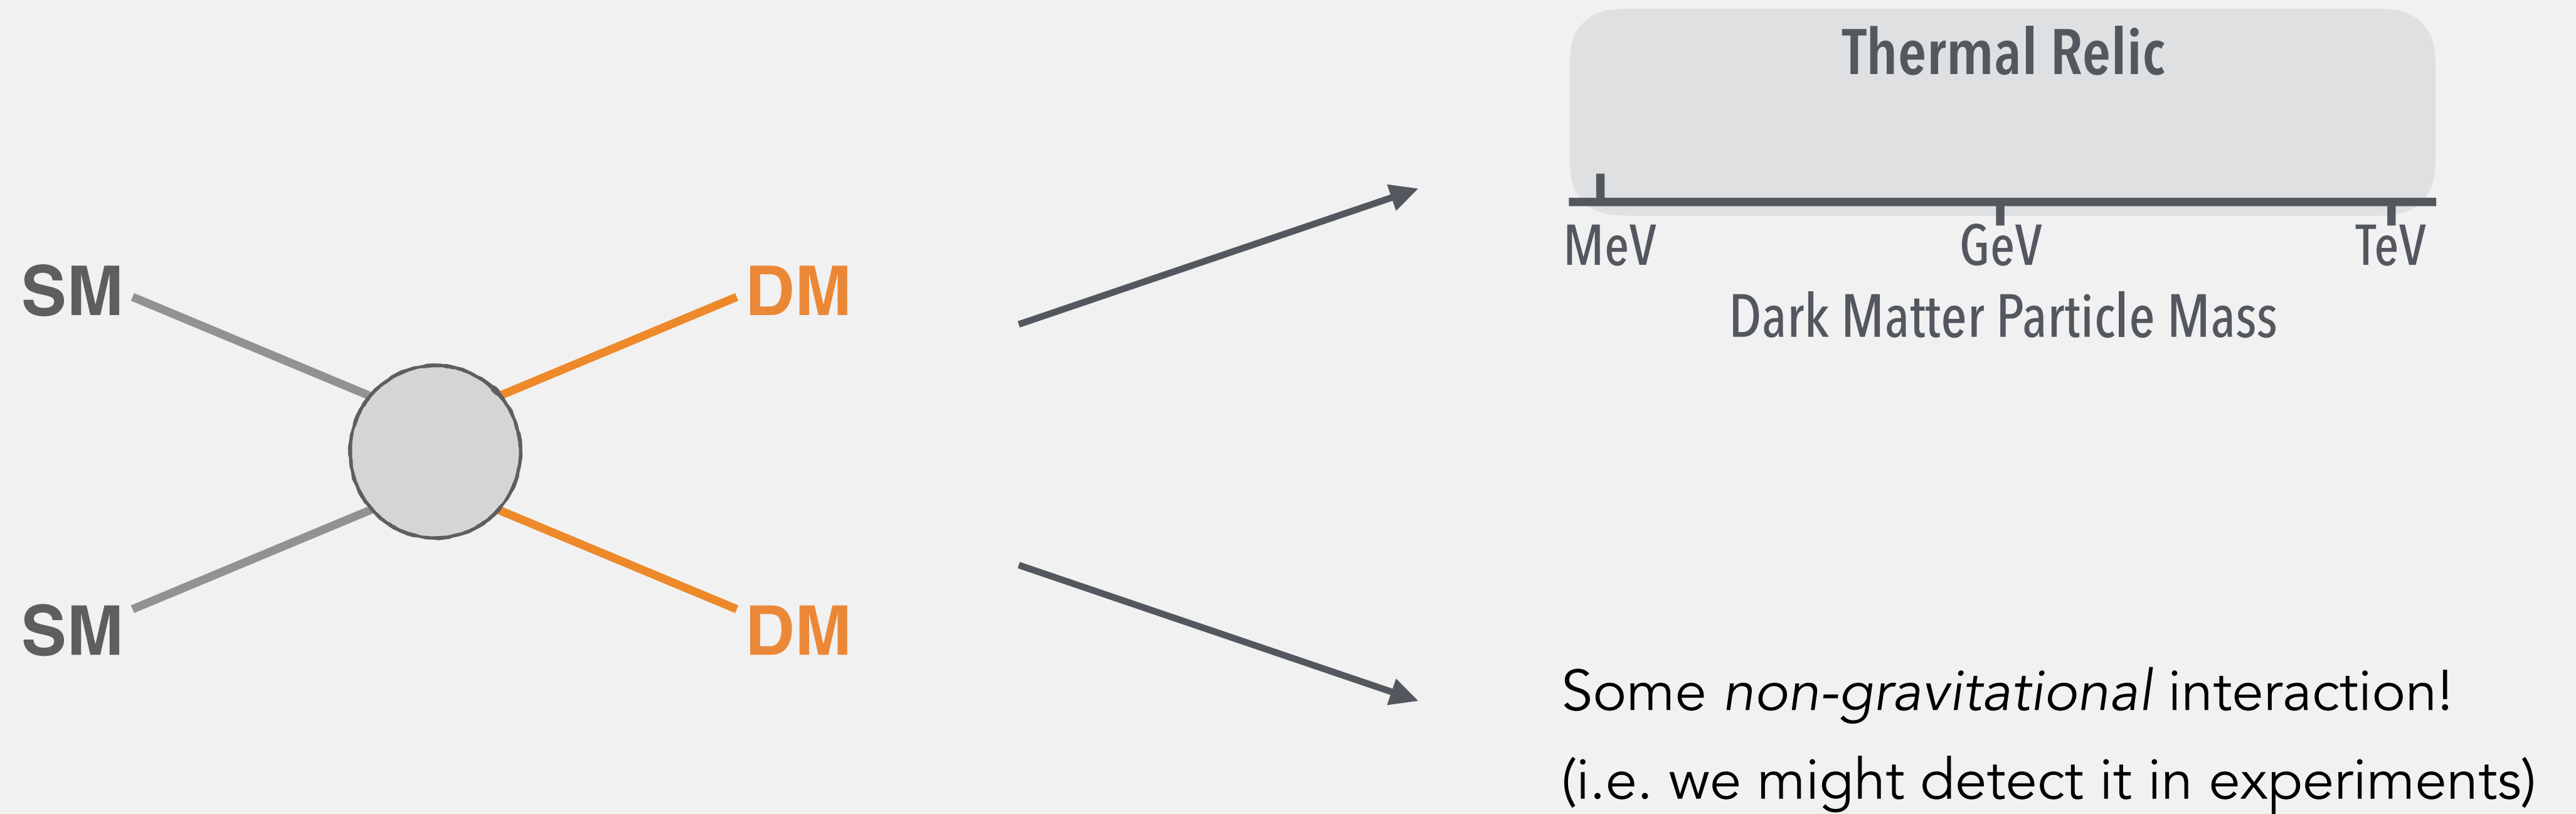 Thermal Relic
MeV GeV TeV
Dark Matter Particle Mass
SM DM
SM DM
Some non-gravitational interaction!
(i.e. we might detect it in experiments)